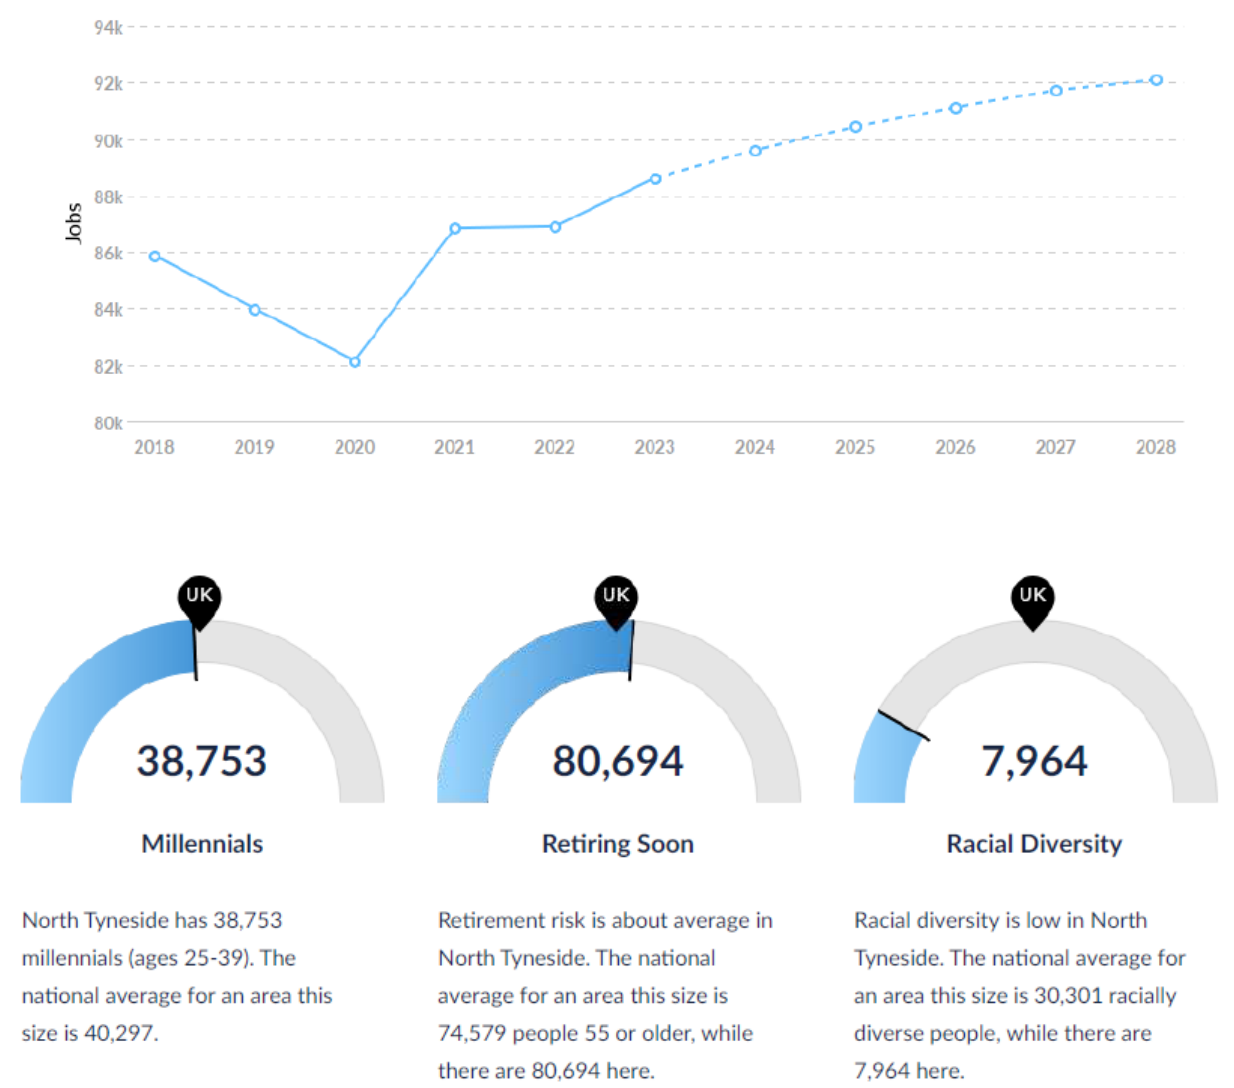 94k
92k
90k
88k
86k
84k
82k
80k
Jobs
2018 2019 2020 2021 2022 2023 2024 2025 2026 2027 2028
UK UK UK
38,753 80,694 7,964
Millennials Retiring Soon Racial Diversity
North Tyneside has 38,753
millennials (ages 25-39). The
national average for an area this
size is 40,297.
Retirement risk is about average in
North Tyneside. The national
average for an area this size is
74,579 people 55 or older, while
there are 80,694 here.
Racial diversity is low in North
Tyneside. The national average for
an area this size is 30,301 racially
diverse people, while there are
7,964 here.